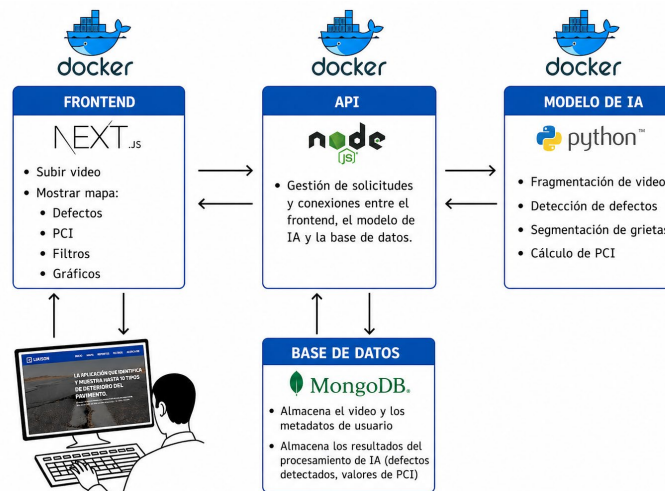 docker
docker
docker
FRONTEND
NEXT.JS
• Subir video
• Mostrar mapa:
• Defectos
• PCI
• Filtros
• Gráficos
API
node
JS
• Gestión de solicitudes
y conexiones entre el
frontend, el modelo de
IA y la base de datos.
MODELO DE IA
python™
• Fragmentación de video
• Detección de defectos
• Segmentación de grietas
• Cálculo de PCI
LA APLICACIÓN QUE IDENTIFICA
Y MUESTRA HASTA 10 TIPOS
DE DETERIORO DEL
PAVIMENTO.
BASE DE DATOS
MongoDB.
• Almacena el video y los
metadatos de usuario
• Almacena los resultados del
procesamiento de IA (defectos
detectados, valores de PCI)